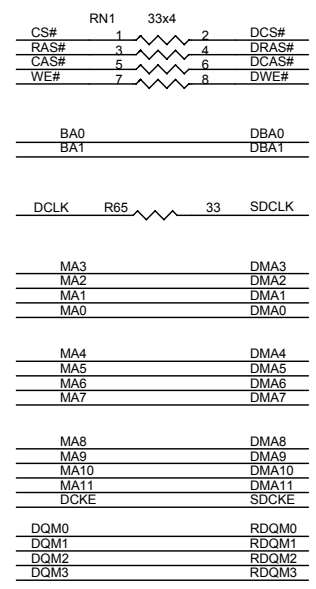 RN1 33x4
CS# 1 2 DCS#
RAS# 3 4 DRAS#
CAS# 5 6 DCAS#
WE# 7 8 DWE#
BA0 DBA0
BA1 DBA1
DCLK R65 33 SDCLK
MA3 DMA3
MA2 DMA2
MA1 DMA1
MA0 DMA0
MA4 DMA4
MA5 DMA5
MA6 DMA6
MA7 DMA7
MA8 DMA8
MA9 DMA9
MA10 DMA10
MA11 DMA11
DCKE SDCKE
DQM0 RDQM0
DQM1 RDQM1
DQM2 RDQM2
DQM3 RDQM3